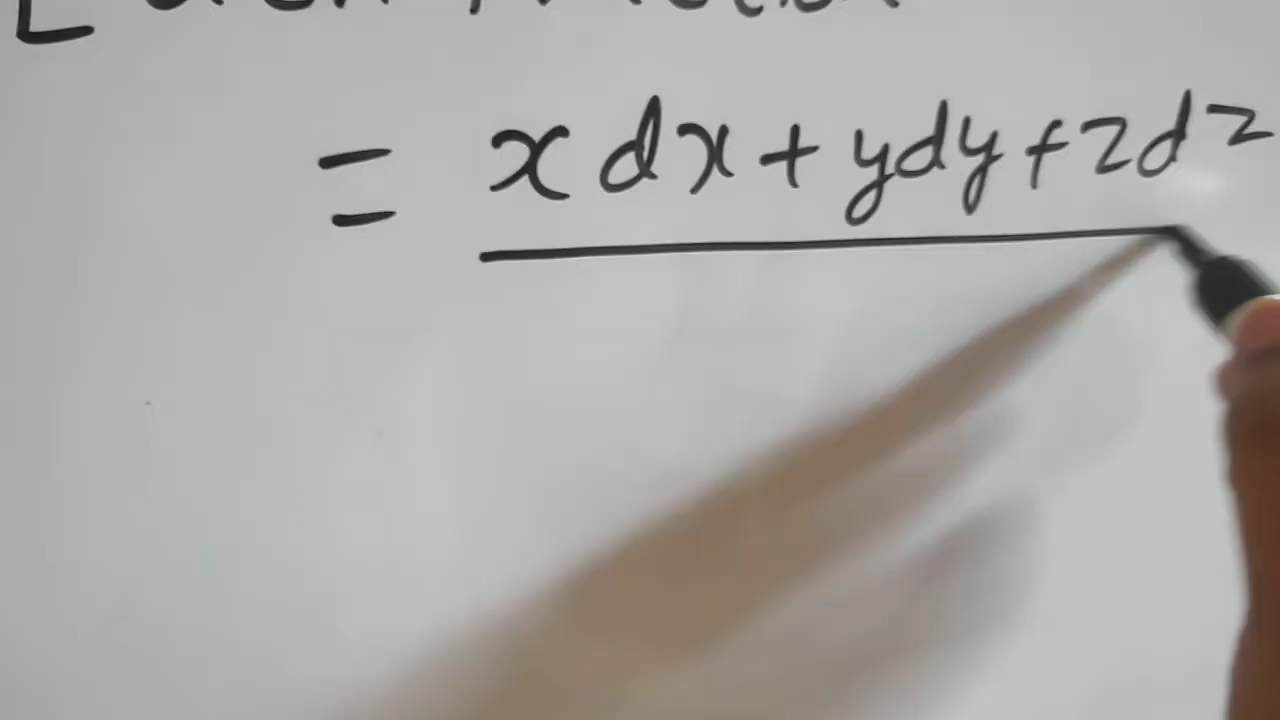 = x dx + ydy + zdz